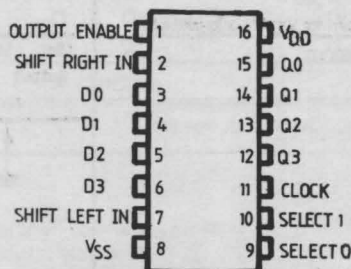 OUTPUT ENABLE 1 16 VDD
SHIFT RIGHT IN 2 15 Q0
D0 3 14 Q1
D1 4 13 Q2
D2 5 12 Q3
D3 6 11 CLOCK
SHIFT LEFT IN 7 10 SELECT 1
VSS 8 9 SELECT 0